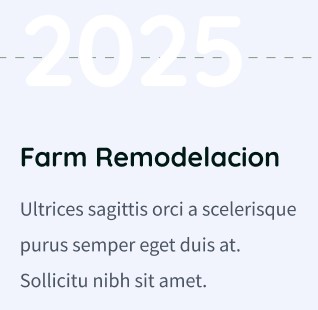 2025
Farm Remodelacion
Ultrices sagittis orci a scelerisque
purus semper eget duis at.
Sollicitu nibh sit amet.